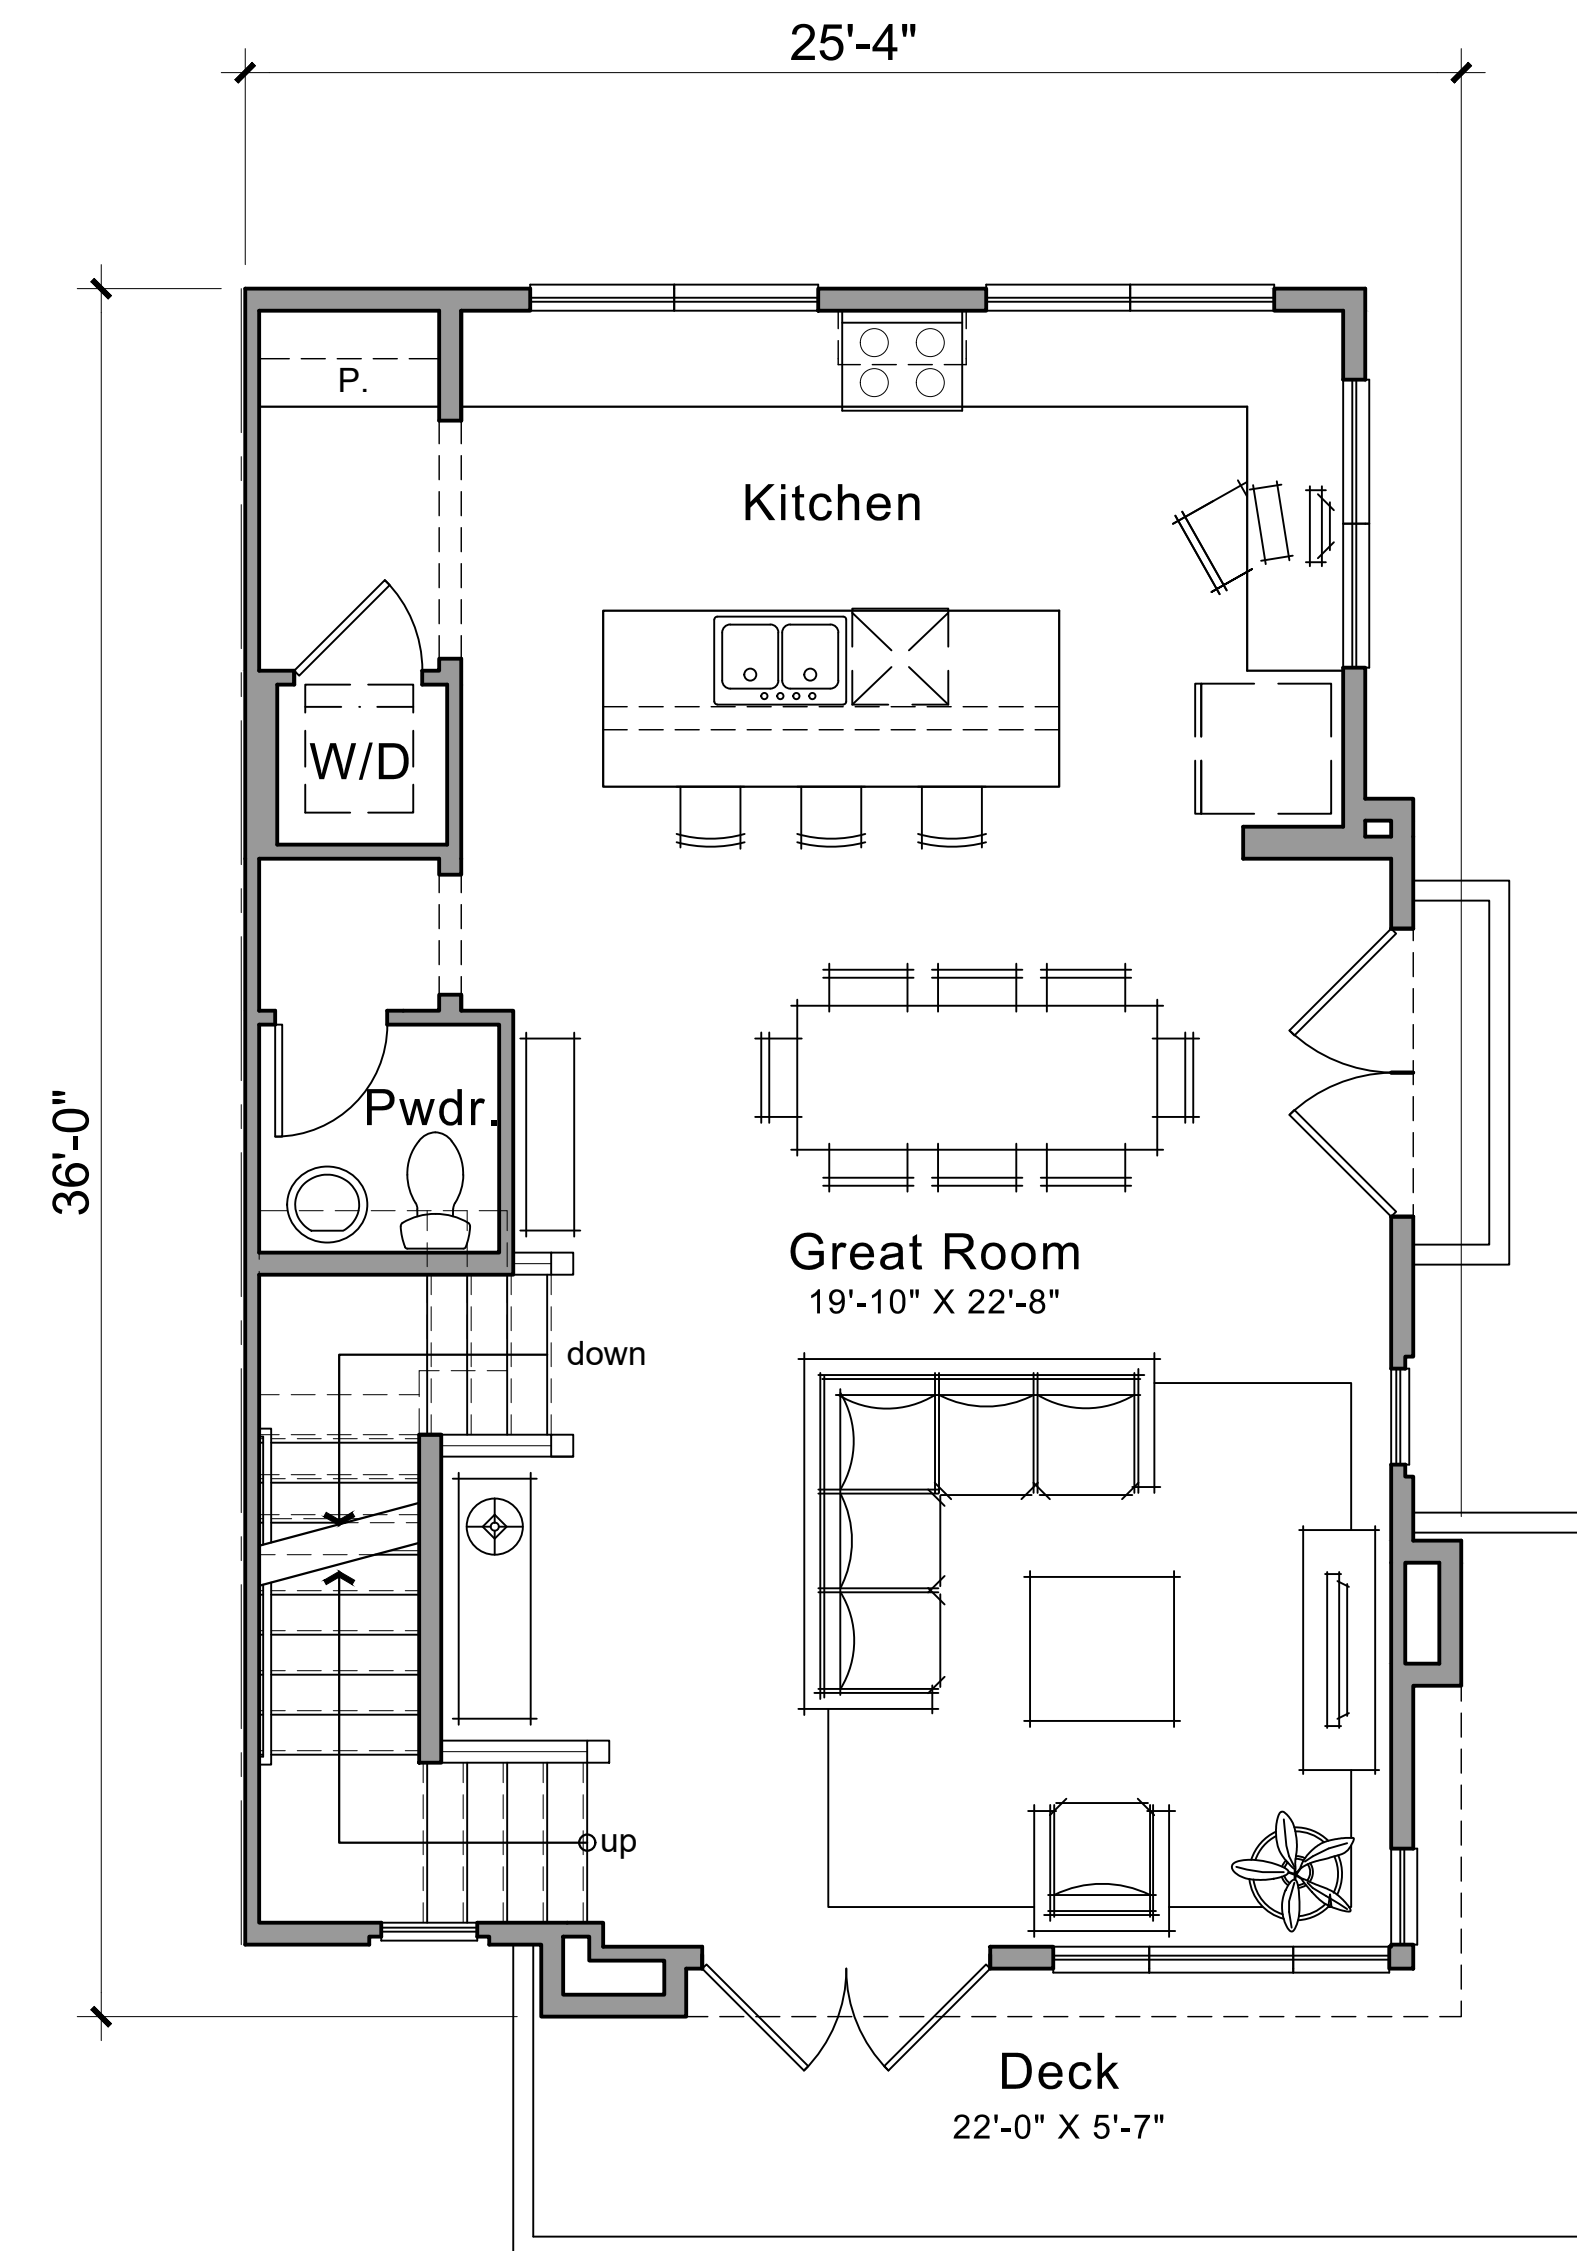 25'-4"
P.
Kitchen
W/D
36'-0"
Pwdr.
Great Room
19'-10" X 22'-8"
down
up
Deck
22'-0" X 5'-7"